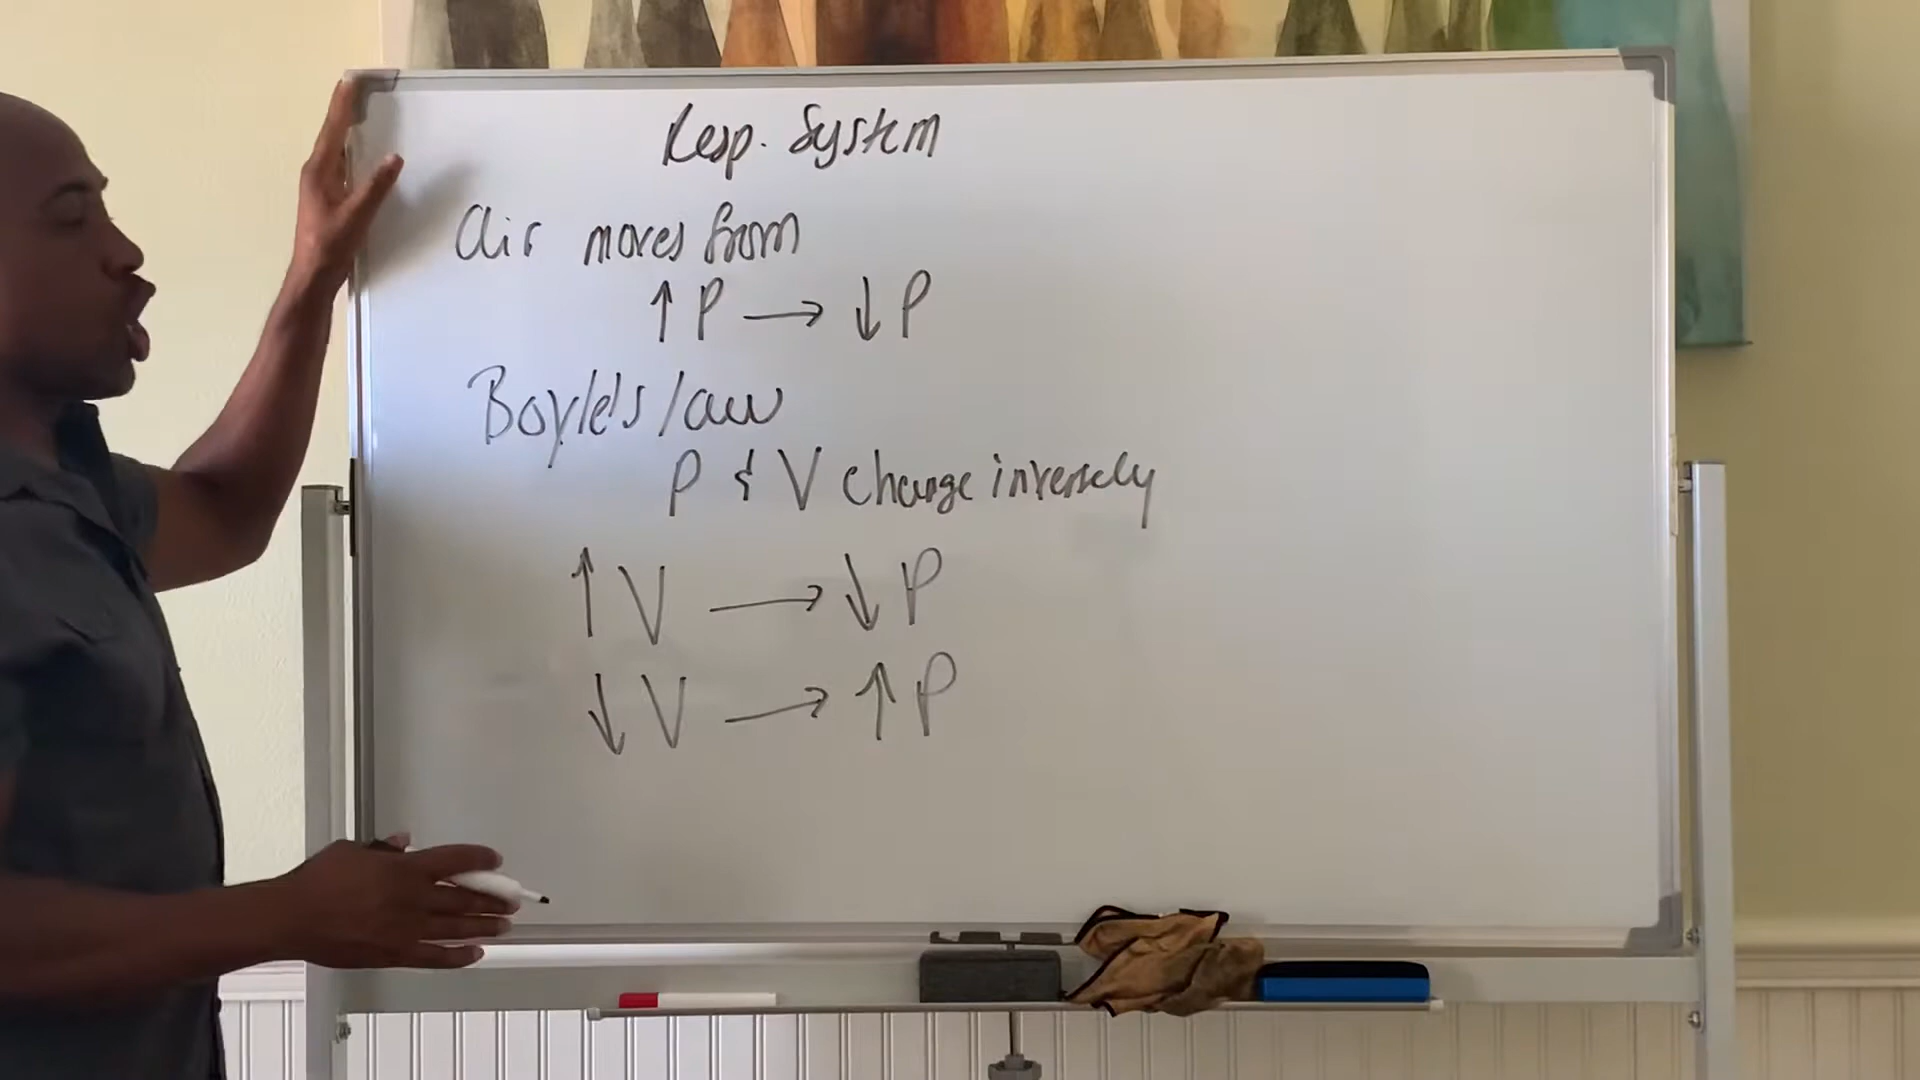 Resp. System
Air moves from
↑ P → ↓ P
Boyle's law
P & V change inversely
↑ V → ↓ P
↓ V → ↑ P